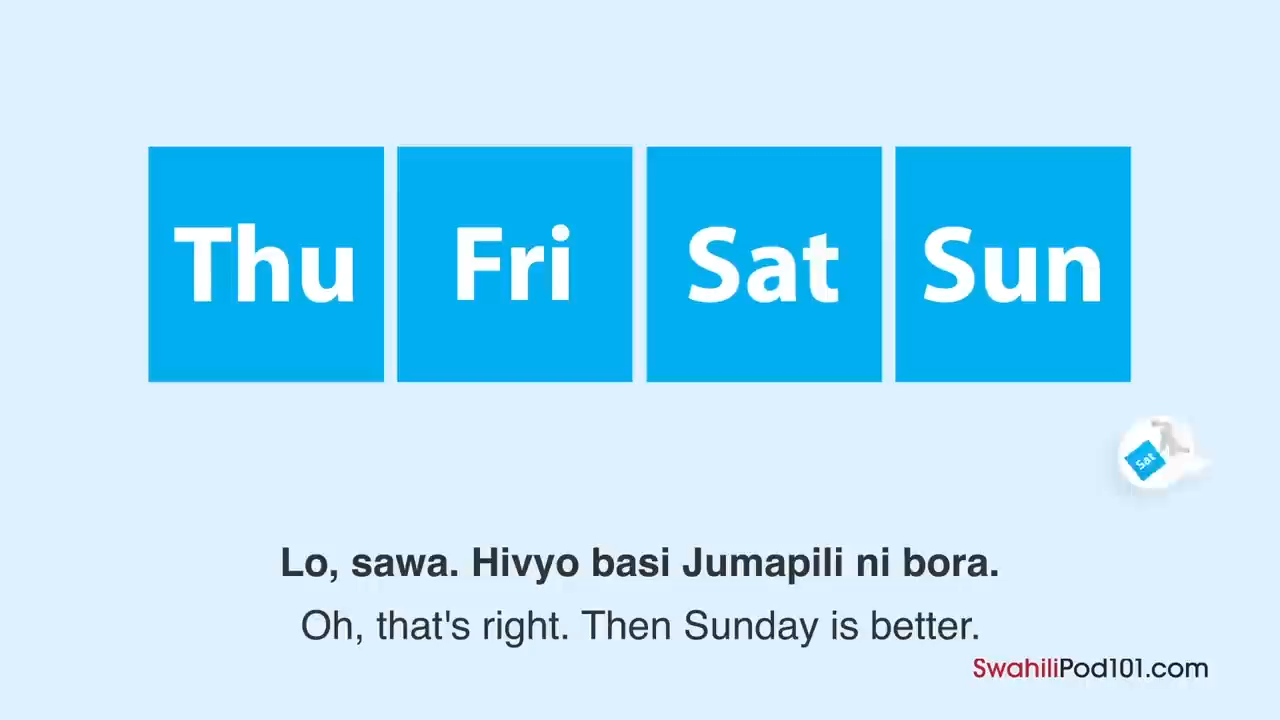 Thu Fri Sat Sun
Sat
Lo, sawa. Hivyo basi Jumapili ni bora.
Oh, that's right. Then Sunday is better.
SwahiliPod101.com